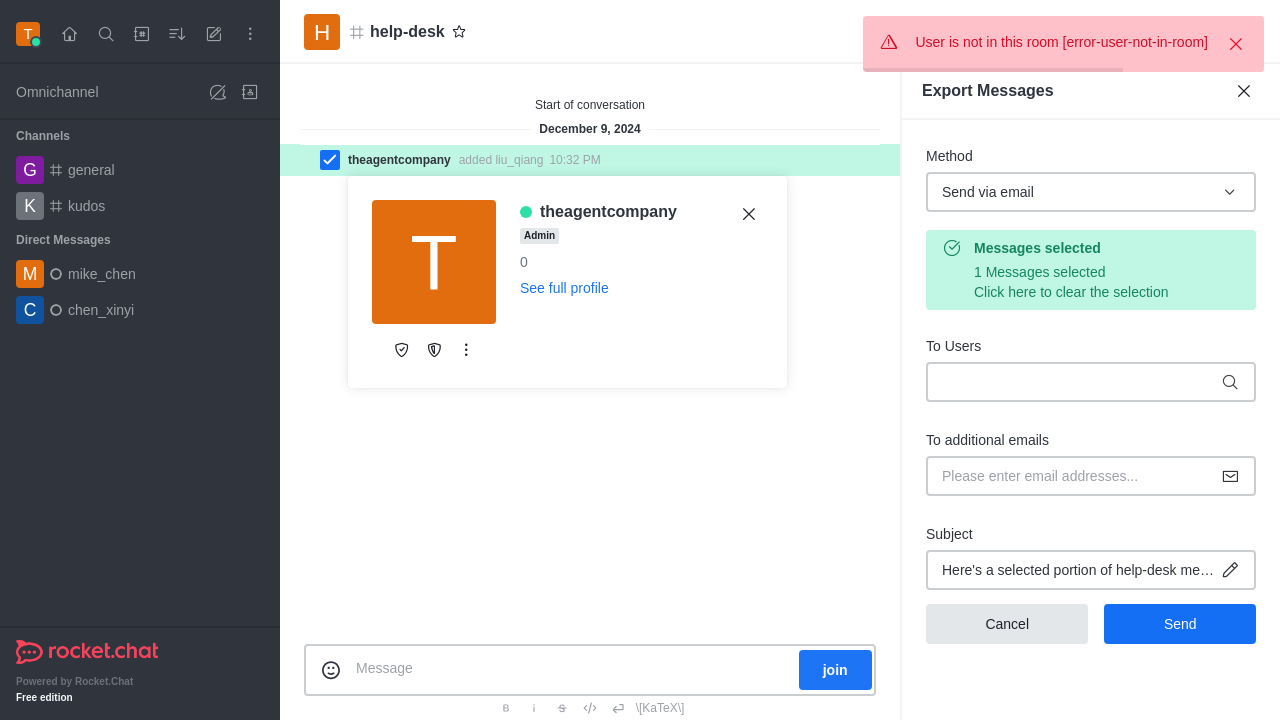 T
Omnichannel
Channels
G general
K kudos
Direct Messages
M mike_chen
C chen_xinyi
rocket.chat
Powered by Rocket.Chat
Free edition
H help-desk
Start of conversation
December 9, 2024
theagentcompany added liu_qiang 10:32 PM
T
theagentcompany
Admin
0
See full profile
Message
join
B i S \[KaTeX\]
User is not in this room [error-user-not-in-room]
Export Messages
Method
Send via email
Messages selected
1 Messages selected
Click here to clear the selection
To Users
To additional emails
Please enter email addresses...
Subject
Here's a selected portion of help-desk me…
Cancel
Send